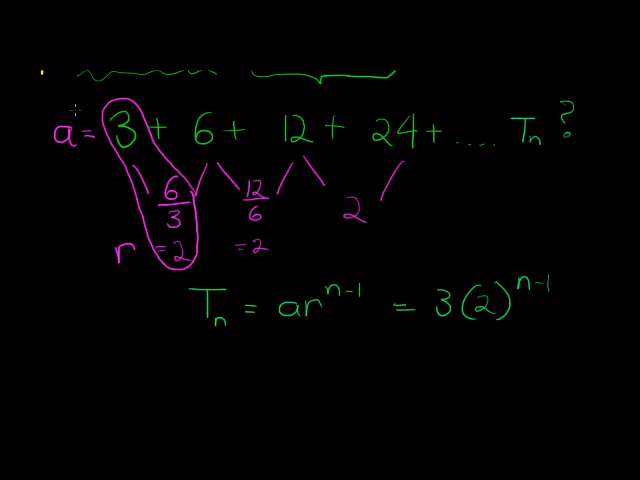 a = 3 + 6 + 12 + 24 + .... Tn ?
6/3 12/6 2
r = 2 = 2
Tn = ar^(n-1) = 3(2)^(n-1)